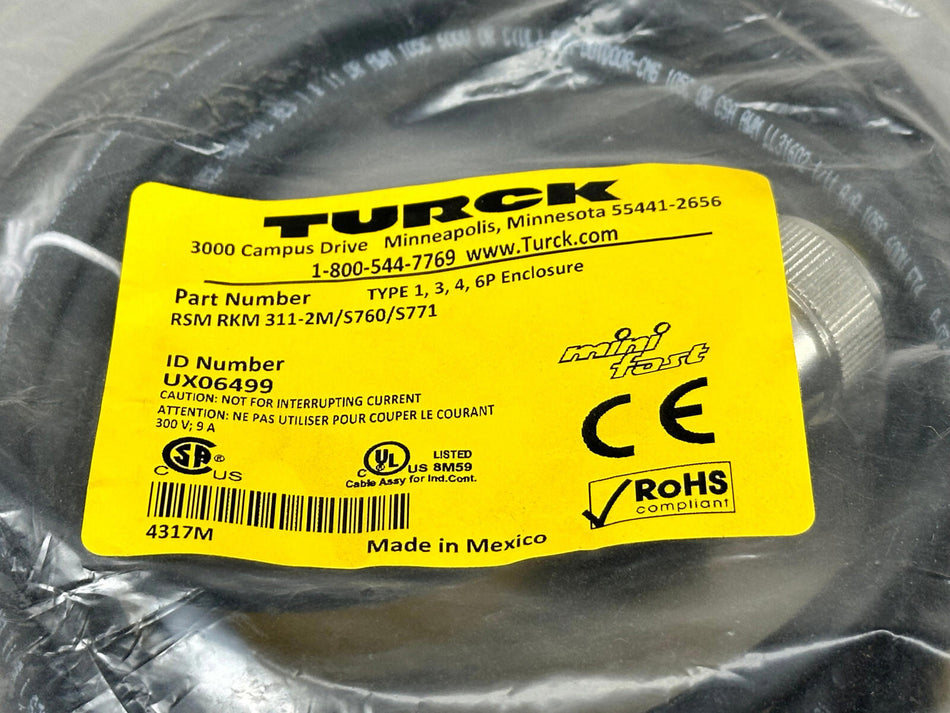 TURCK
3000 Campus Drive Minneapolis, Minnesota 55441-2656
1-800-544-7769 www.Turck.com
Part Number TYPE 1, 3, 4, 6P Enclosure
RSM RKM 311-2M/S760/S771
mini
fast
ID Number
UX06499
CAUTION: NOT FOR INTERRUPTING CURRENT
ATTENTION: NE PAS UTILISER POUR COUPER LE COURANT
300 V; 9 A
CE
C SA ® US
C UL US LISTED 8M59
Cable Assy for Ind.Cont.
RoHS
compliant
4317M
Made in Mexico